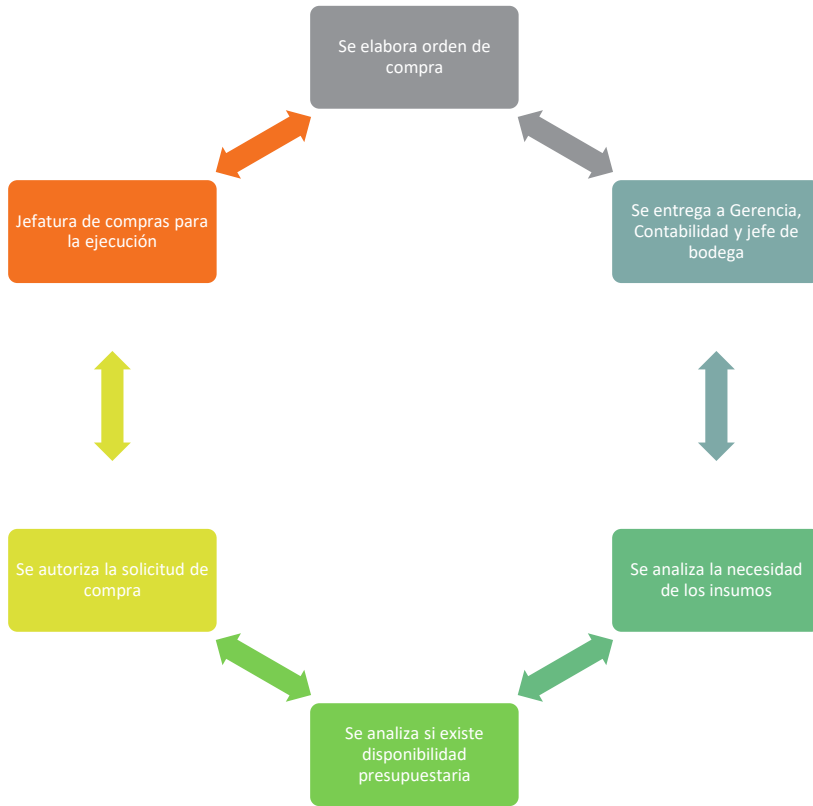 Se elabora orden de
compra
Se entrega a Gerencia,
Contabilidad y jefe de
bodega
Se analiza la necesidad
de los insumos
Se analiza si existe
disponibilidad
presupuestaria
Se autoriza la solicitud de
compra
Jefatura de compras para
la ejecución